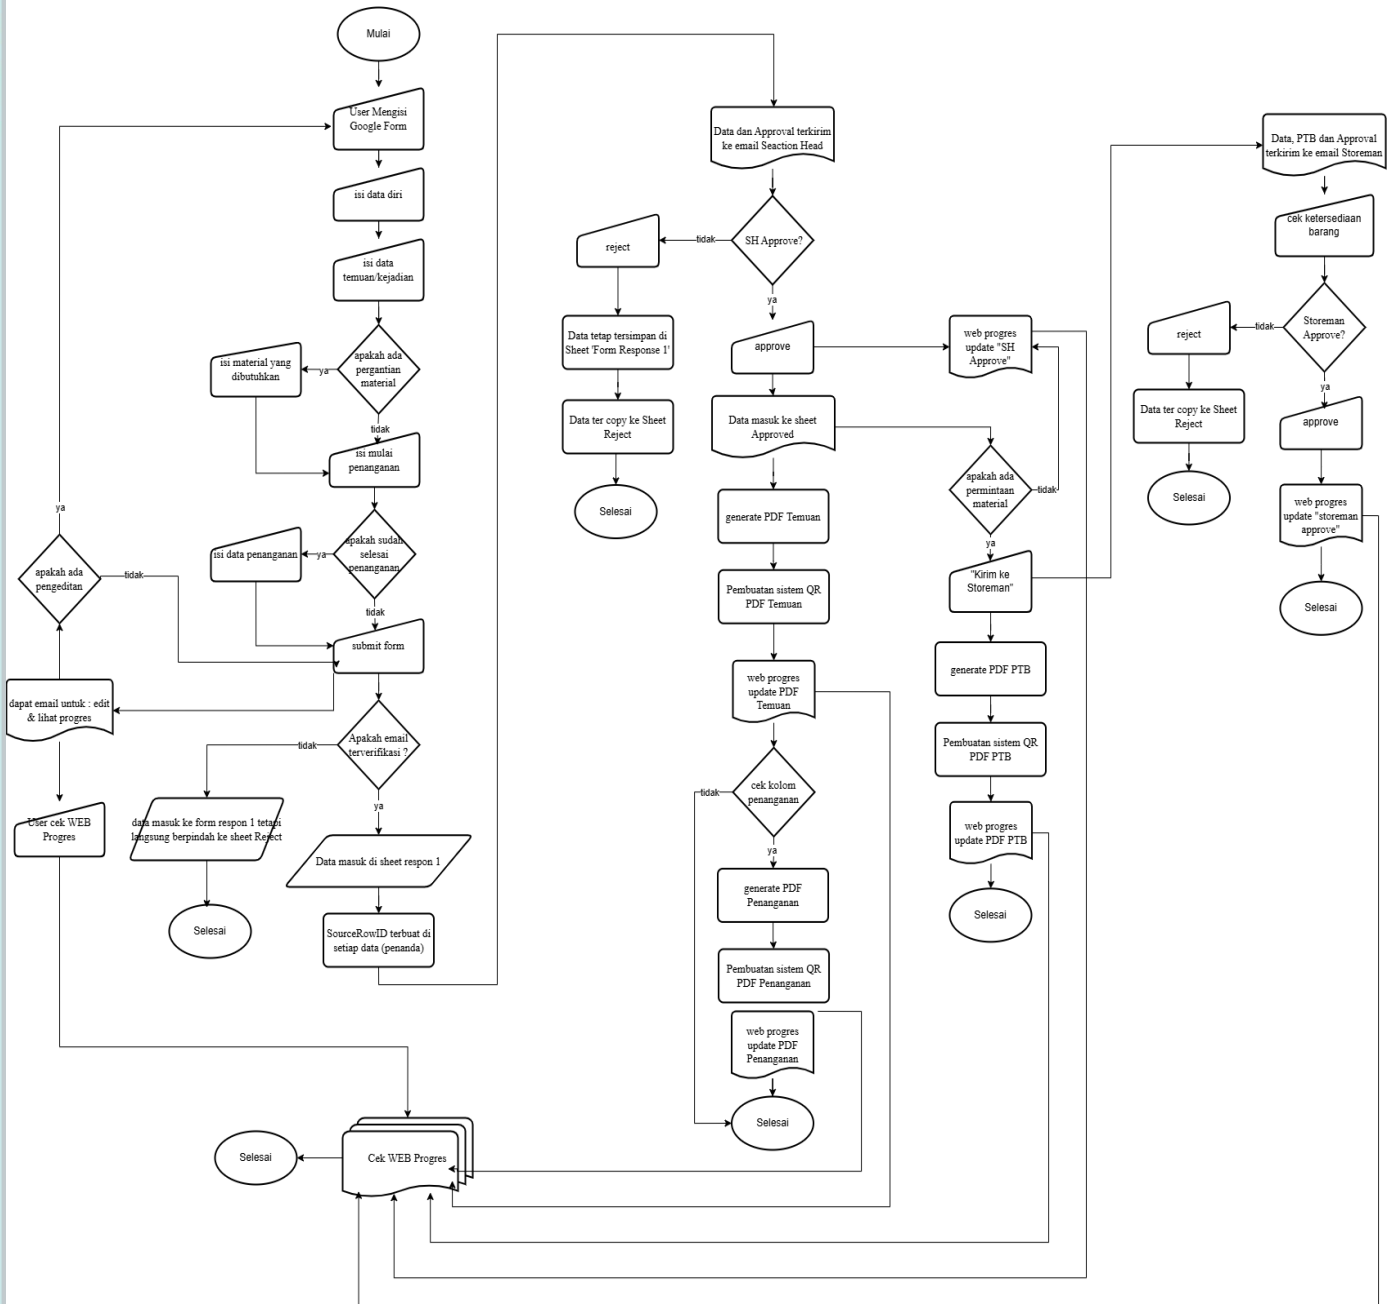 Mulai
User Mengisi
Google Form
isi data diri
isi data
temuan/kejadian
apakah ada
pergantian
material
ya
isi material yang
dibutuhkan
tidak
isi mulai
penanganan
apakah sudah
selesai
penanganan
ya
isi data penanganan
tidak
submit form
dapat email untuk : edit
& lihat progres
apakah ada
pengeditan
ya
tidak
User cek WEB
Progres
Apakah email
terverifikasi ?
tidak
data masuk ke form respon 1 tetapi
langsung berpindah ke sheet Reject
Selesai
ya
Data masuk di sheet respon 1
SourceRowID terbuat di
setiap data (penanda)
Data dan Approval terkirim
ke email Seaction Head
SH Approve?
tidak
reject
Data tetap tersimpan di
Sheet 'Form Response 1'
Data ter copy ke Sheet
Reject
Selesai
ya
approve
web progres
update "SH
Approve"
Data masuk ke sheet
Approved
generate PDF Temuan
Pembuatan sistem QR
PDF Temuan
web progres
update PDF
Temuan
cek kolom
penanganan
tidak
ya
generate PDF
Penanganan
Pembuatan sistem QR
PDF Penanganan
web progres
update PDF
Penanganan
Selesai
apakah ada
permintaan
material
tidak
ya
"Kirim ke
Storeman"
generate PDF PTB
Pembuatan sistem QR
PDF PTB
web progres
update PDF PTB
Selesai
Data, PTB dan Approval
terkirim ke email Storeman
cek ketersediaan
barang
Storeman
Approve?
tidak
reject
Data ter copy ke Sheet
Reject
Selesai
ya
approve
web progres
update "storeman
approve"
Selesai
Cek WEB Progres
Selesai